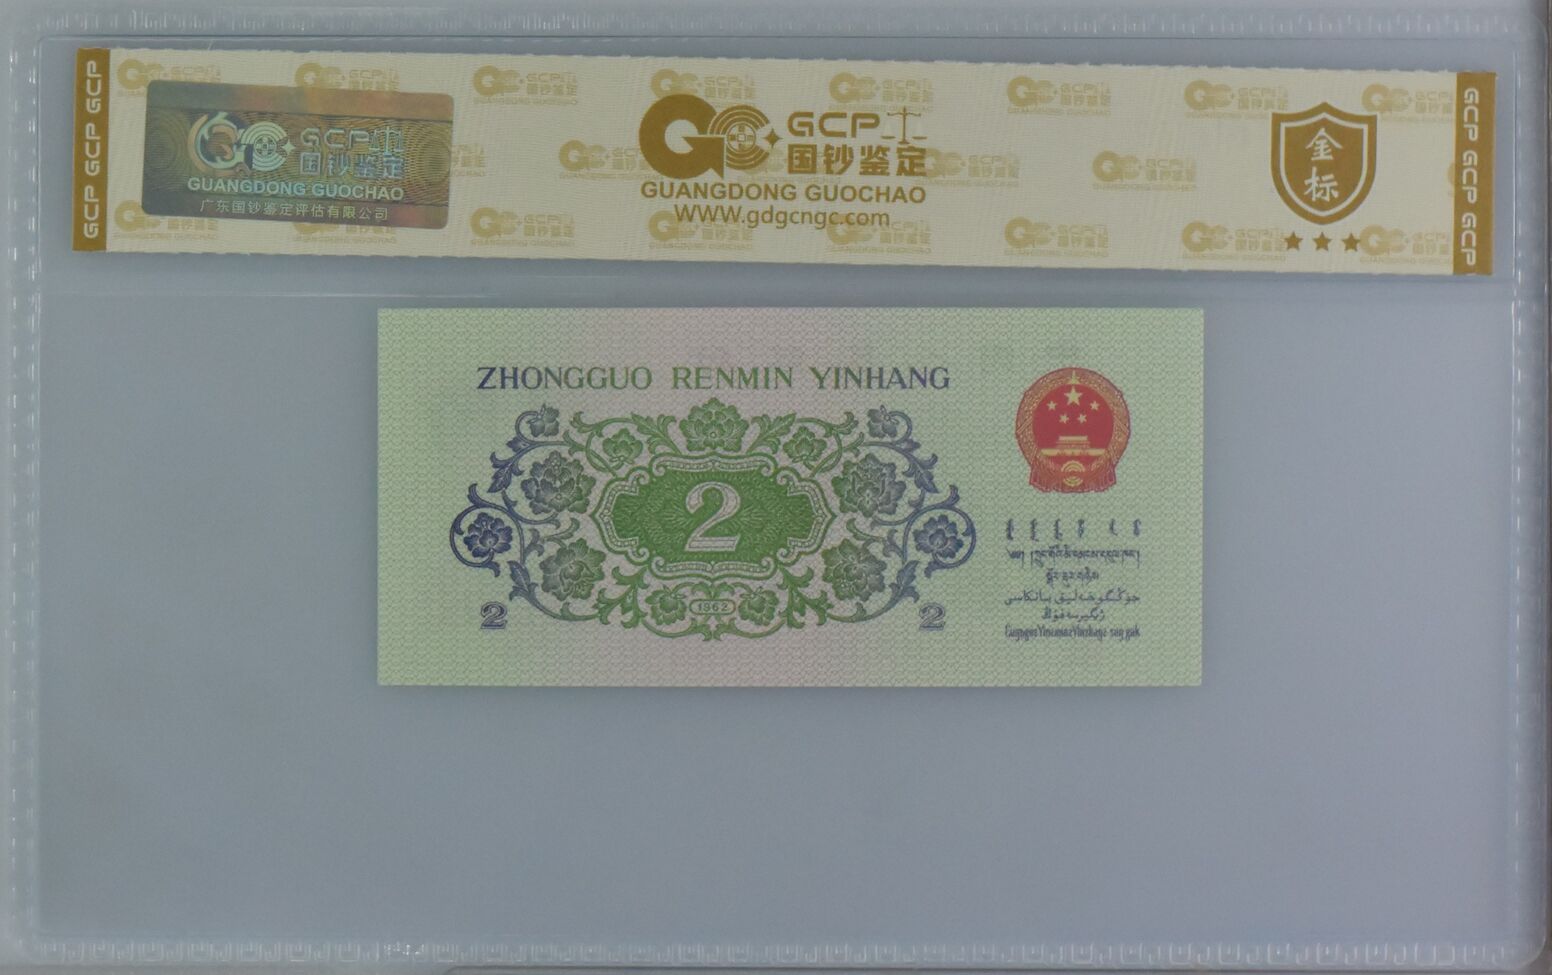 GCP GCP GCP
GCP
国钞鉴定
GUANGDONG GUOCHAO
广东国钞鉴定评估有限公司
GCP
国钞鉴定
GUANGDONG GUOCHAO
WWW.gdgcngc.com
金
标
GCP GCP GCP
ZHONGGUO RENMIN YINHANG
2
1962
2
2